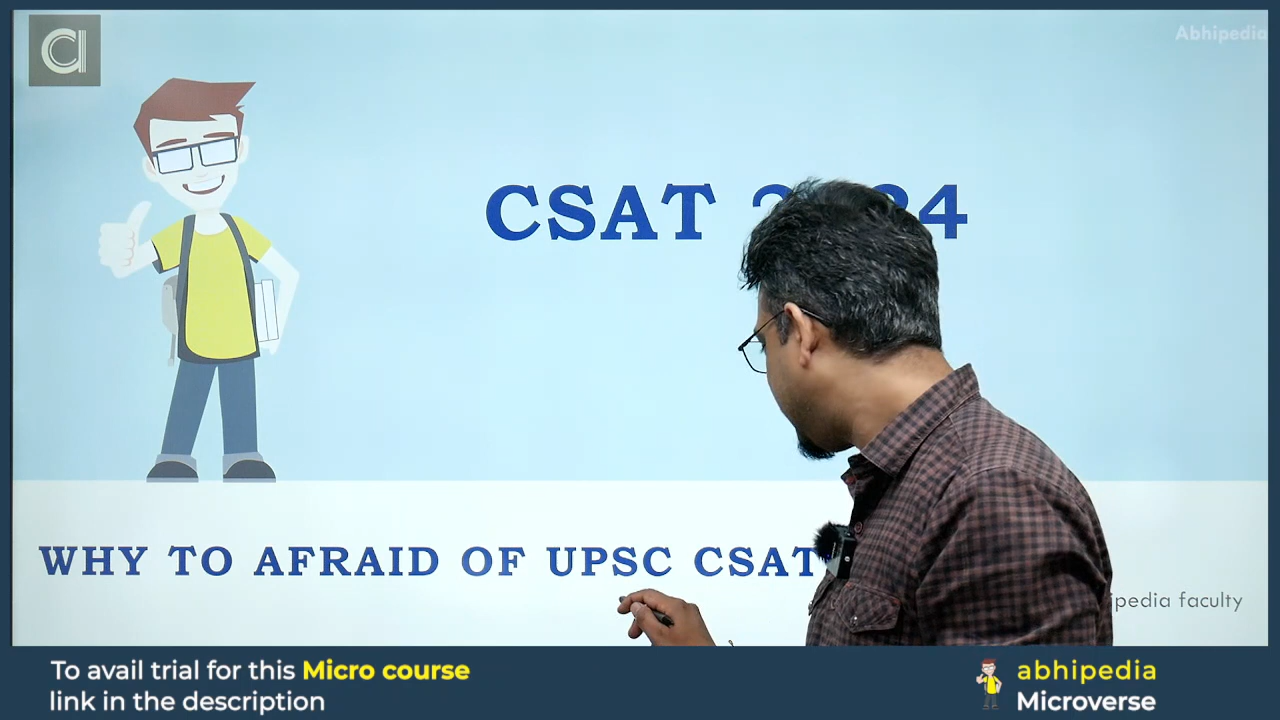 Abhipedia
CSAT
WHY TO AFRAID OF UPSC CSAT
faculty
To avail trial for this Micro course
link in the description
abhipedia
Microverse